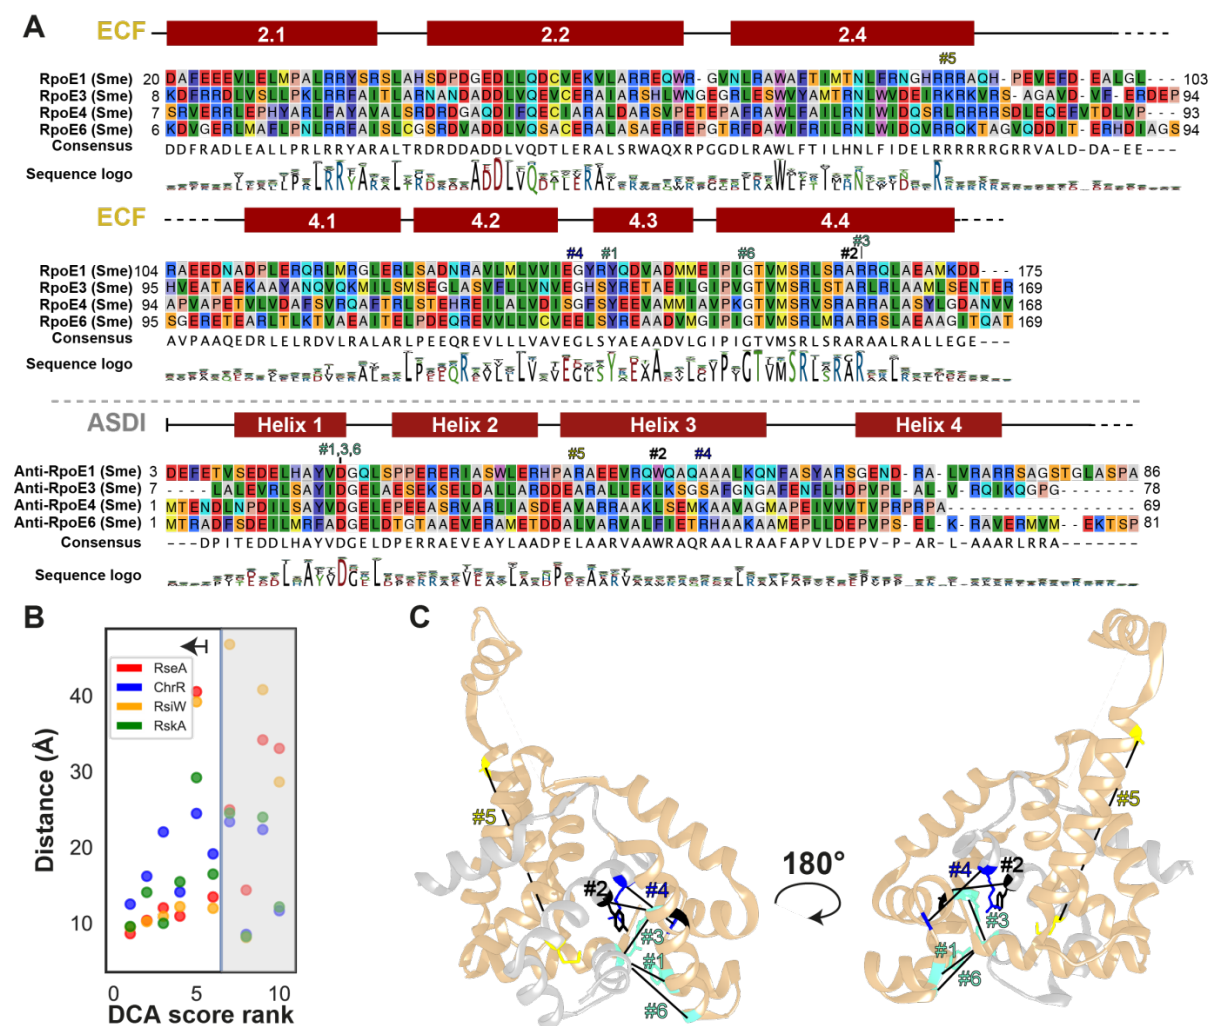 A
ECF 2.1 2.2 2.4
#5
RpoE1 (Sme) 20 DAFEEEVLELMPALRRYSRSLAHSDPDGEDLLQDCVEKVLARREQWR-GVNLRAWAFTIMTNLFRNGHRRRAQH-PEVEFD-EALGL--- 103
RpoE3 (Sme) 8 KDFRRDLVSLLPKLRRFAITLARNANDADDLVQEVCERAIARSHLWNGEGRLESWVYAMTRNLWVDEIRKRKVRS-AGAVD-VF-ERDEP 94
RpoE4 (Sme) 7 SRVERRLEPHYARLFAYAVALSRDRDGAQDIFQECIARALDARSVPETEPAFRAWLFAILRNLWIDQSRLRRRSDLEQEFVTDLVP--- 93
RpoE6 (Sme) 6 KDVGERLMAFLPNLRRFAISLCGSRDVADDLVQSACERALASAERFEPGTRFDAWIFRILRNLWIDQVRRQKTAGVQDDIT-ERHDIAGS 94
Consensus DDFRADLEALLPRLRRYARALTRDRDDADDLVQDTLERALSRWAQXRPGGDLRAWLFTILHNLFIDELRRRRRRGRRVALD-DA-EE---
Sequence logo
ECF 4.1 4.2 4.3 4.4
#4 #1 #6 #2 #3
RpoE1 (Sme) 104 RAEEDNADPLERQRLMRGLERLSADNRAVLMLVVIEGYRYQDVADMMEIPIGTVMSRLSRARRQLAEAMKDD--- 175
RpoE3 (Sme) 95 HVEATAEKAAYANQVQKMILSMSEGLASVFLLVNVEGHSYRETAEILGIPVGTVMSRLSTARLRLAAMLSENTER 169
RpoE4 (Sme) 94 APVAPETVLVDAFSVRQAFTRLSTEHREILALVDISGFSYEEVAMMIAVPKGTVMSRVSRARRALASYLGDANVV 168
RpoE6 (Sme) 95 SGERETEARLTLKTVAEAITELPDEQREVVLLVCVEELSYREAADVMGIPIGTVMSRLMRARRSLAEAAGITQAT 169
Consensus AVPAAQEDRLELRDVLRALARLPEEQREVLLLVAVEGLSYAEAADVLGIPIGTVMSRLSRARAALRALLEGE---
Sequence logo
ASDI Helix 1 Helix 2 Helix 3 Helix 4
#1,3,6 #5 #2 #4
Anti-RpoE1 (Sme) 3 DEFETVSEDELHAYVDGQLSPPERERIASWLERHPARAEEVRQWQAQAAALKQNFASYARSGEND-RA-LVRARRSAGSTGLASPA 86
Anti-RpoE3 (Sme) 7 ----LALEVRLSAYIDGELAESEKSELDALLARDDEARALLEKLKSGSAFGNGAFENFLHDPVPL-AL-V-RQIKQGPG------- 78
Anti-RpoE4 (Sme) 1 MTENDLNPDILSAYVDGELEPEEASRVARLIASDEAVARRAAKLSEMKAAVAGMAPEIVVVTVPRPRPA----------------- 69
Anti-RpoE6 (Sme) 1 MTRADFSDEILMRFADGELDTGTAAEVERAMETDDALVARVALFIETRHAAKAAMEPLLDEPVPS-EL-K-RAVERMVM---EKTSP 81
Consensus ---DPITEDDLHAYVDGELDPERRAEVEAYLAADPELAARVAAWRAQRAALRAAFAPVLDEPV-P-AR-L-AAARLRRA--------
Sequence logo
B
RseA
ChrR
RsiW
RskA
40
30
20
10
Distance (Å)
0 5 10
DCA score rank
C
#5
#2
#4
#3
#1
#6
180°
#5
#4
#2
#3
#1
#6